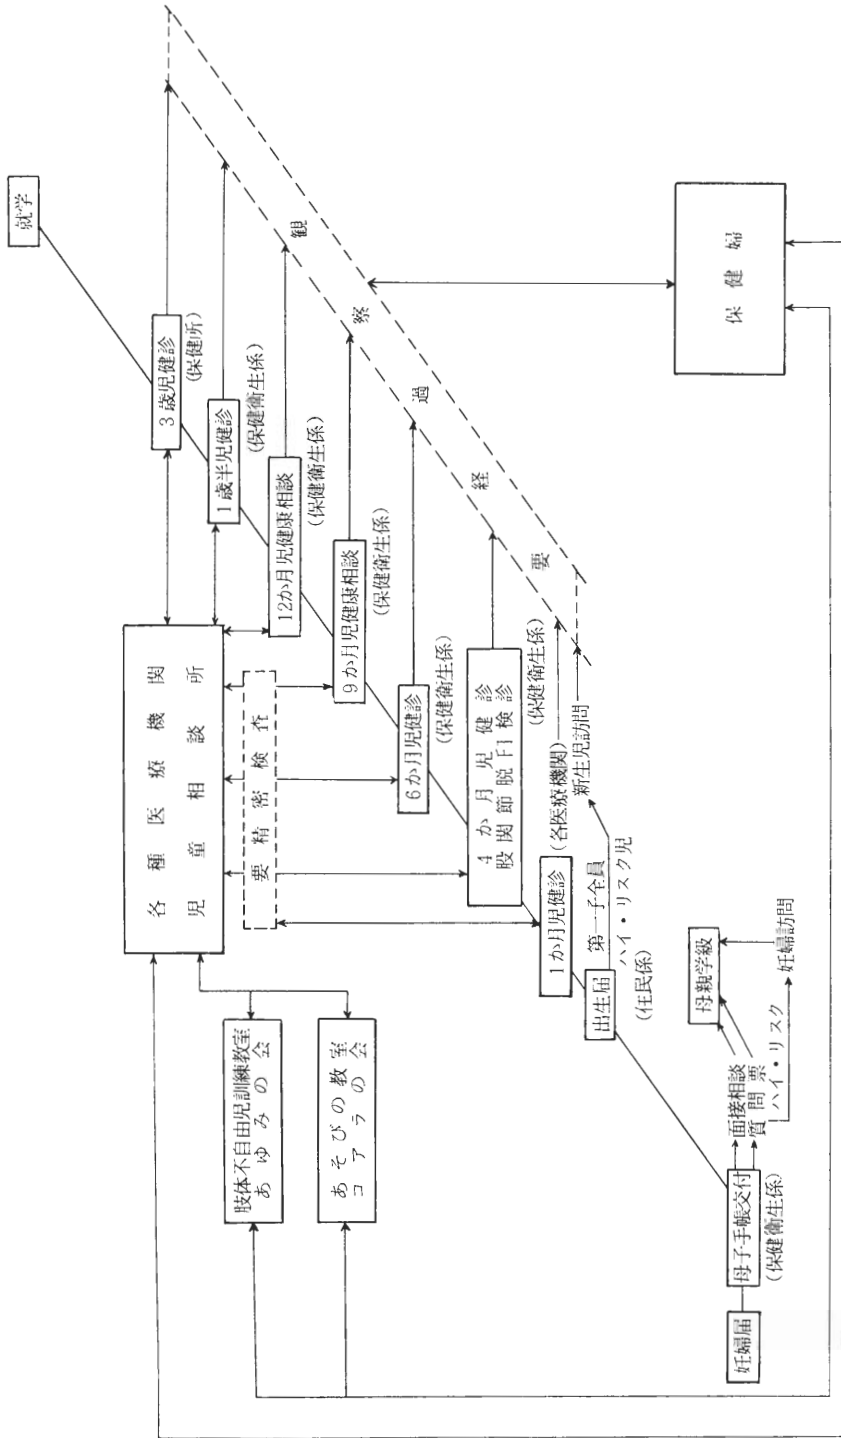 各種医療機関
児童相談所
要精密検査
肢体不自由児訓練教室
あゆみの会
あそびの教室
コアラの会
妊婦届
母子手帳交付
(保健衛生係)
面接相談
質問票
ハイ・リスク
母親学級
妊婦訪問
出生届
(住民係)
第一子全員
ハイ・リスク児
新生児訪問
1か月児健診
(各医療機関)
4か月児健診
股関節脱臼検診
(保健衛生係)
6か月児健診
(保健衛生係)
9か月児健康相談
(保健衛生係)
12か月児健康相談
(保健衛生係)
1歳半児健診
(保健衛生係)
3歳児健診
(保健所)
就学
要経過察観
保健婦